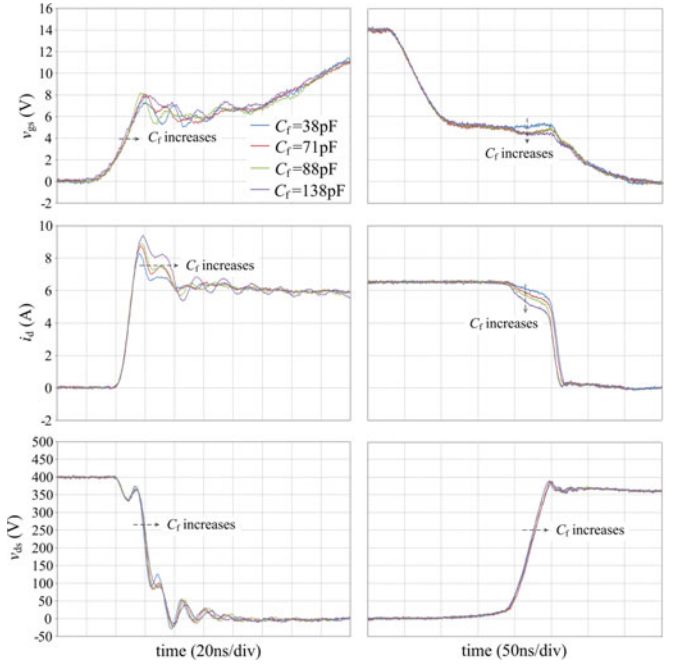 16
14
12
10
8
6
4
2
0
-2
v_gs (V)
C_f increases
C_f=38pF
C_f=71pF
C_f=88pF
C_f=138pF
C_f increases
10
8
6
4
2
0
-2
i_d (A)
C_f increases
C_f increases
500
450
400
350
300
250
200
150
100
50
0
-50
v_ds (V)
C_f increases
C_f increases
time (20ns/div)
time (50ns/div)